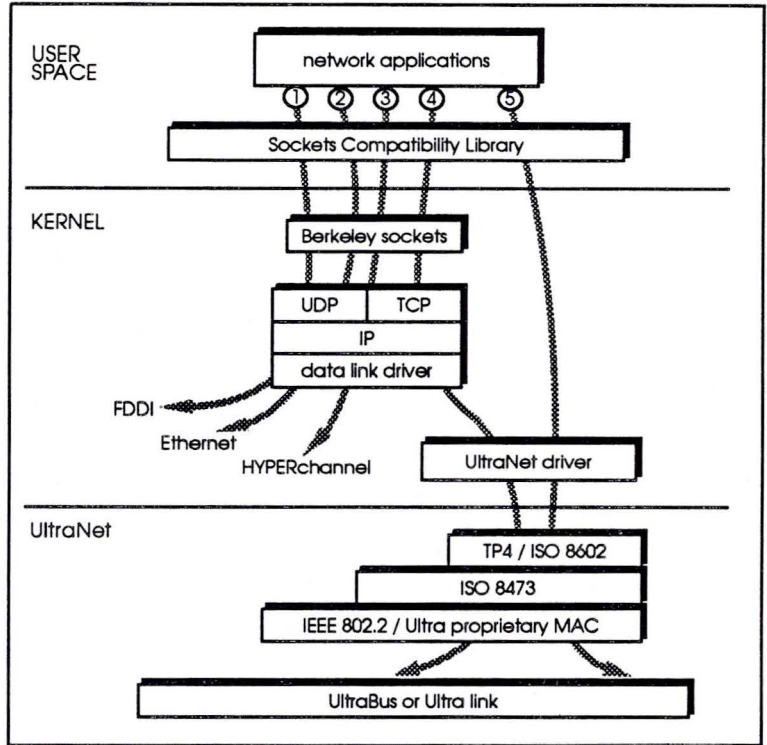 USER
SPACE
network applications
1 2 3 4 5
Sockets Compatibility Library
KERNEL
Berkeley sockets
UDP TCP
IP
data link driver
FDDI
Ethernet
HYPERchannel
UltraNet driver
UltraNet
TP4 / ISO 8602
ISO 8473
IEEE 802.2 / Ultra proprietary MAC
UltraBus or Ultra link